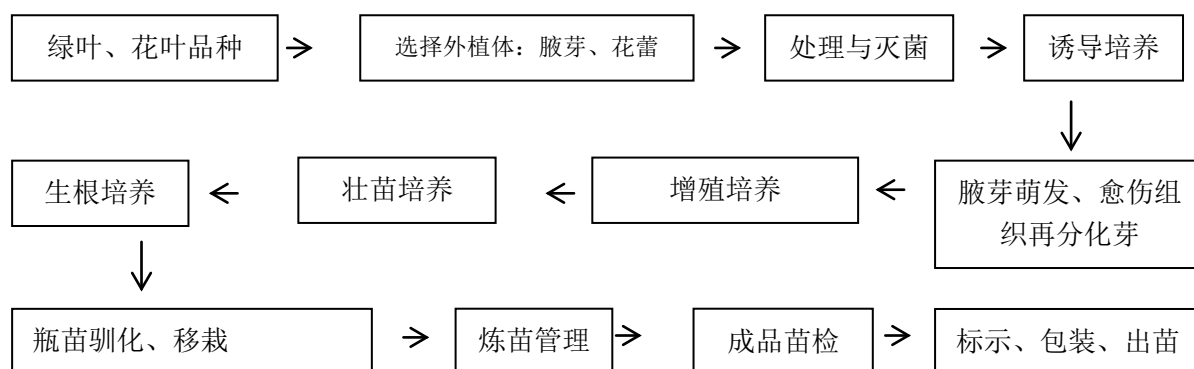 绿叶、花叶品种
选择外植体：腋芽、花蕾
处理与灭菌
诱导培养
腋芽萌发、愈伤组
织再分化芽
增殖培养
壮苗培养
生根培养
瓶苗驯化、移栽
炼苗管理
成品苗检
标示、包装、出苗